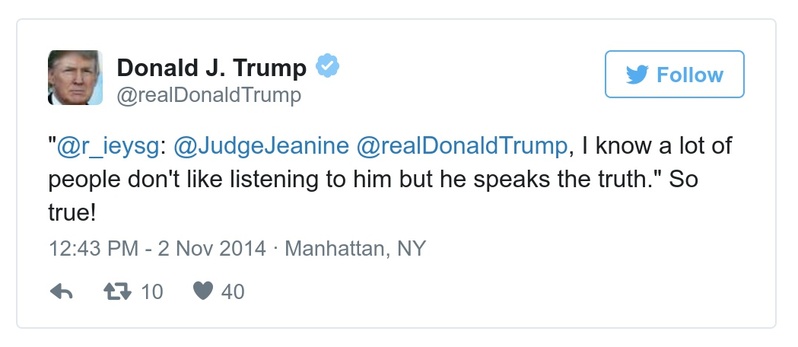 Donald J. Trump
@realDonaldTrump
Follow
"@r_ieysg: @JudgeJeanine @realDonaldTrump, I know a lot of
people don't like listening to him but he speaks the truth." So
true!
12:43 PM - 2 Nov 2014 · Manhattan, NY
10 40